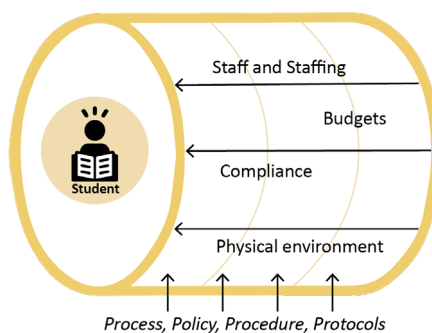 Staff and Staffing
Budgets
Compliance
Student
Physical environment
Process, Policy, Procedure, Protocols